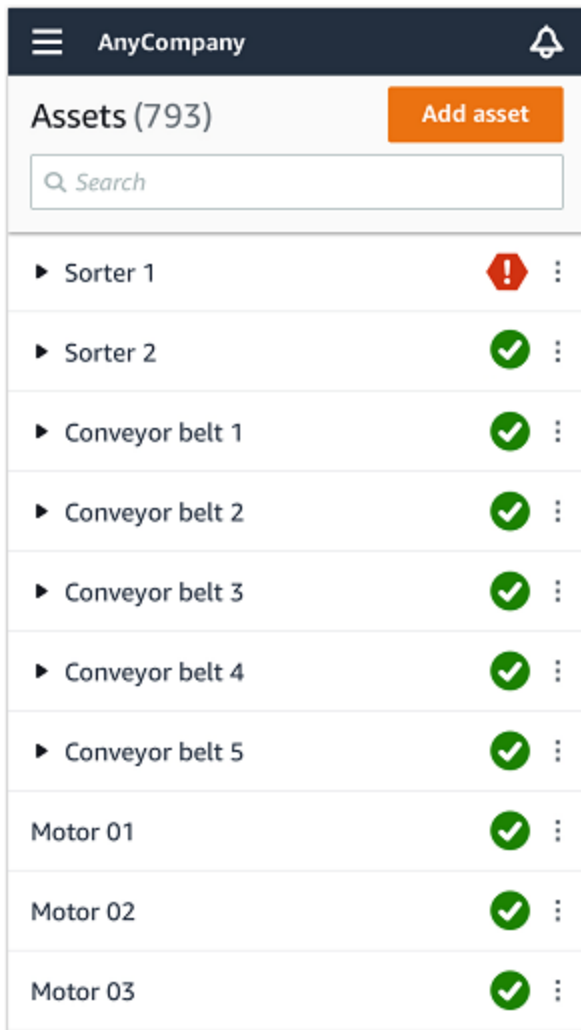 AnyCompany
Assets (793)
Add asset
Search
Sorter 1
Sorter 2
Conveyor belt 1
Conveyor belt 2
Conveyor belt 3
Conveyor belt 4
Conveyor belt 5
Motor 01
Motor 02
Motor 03